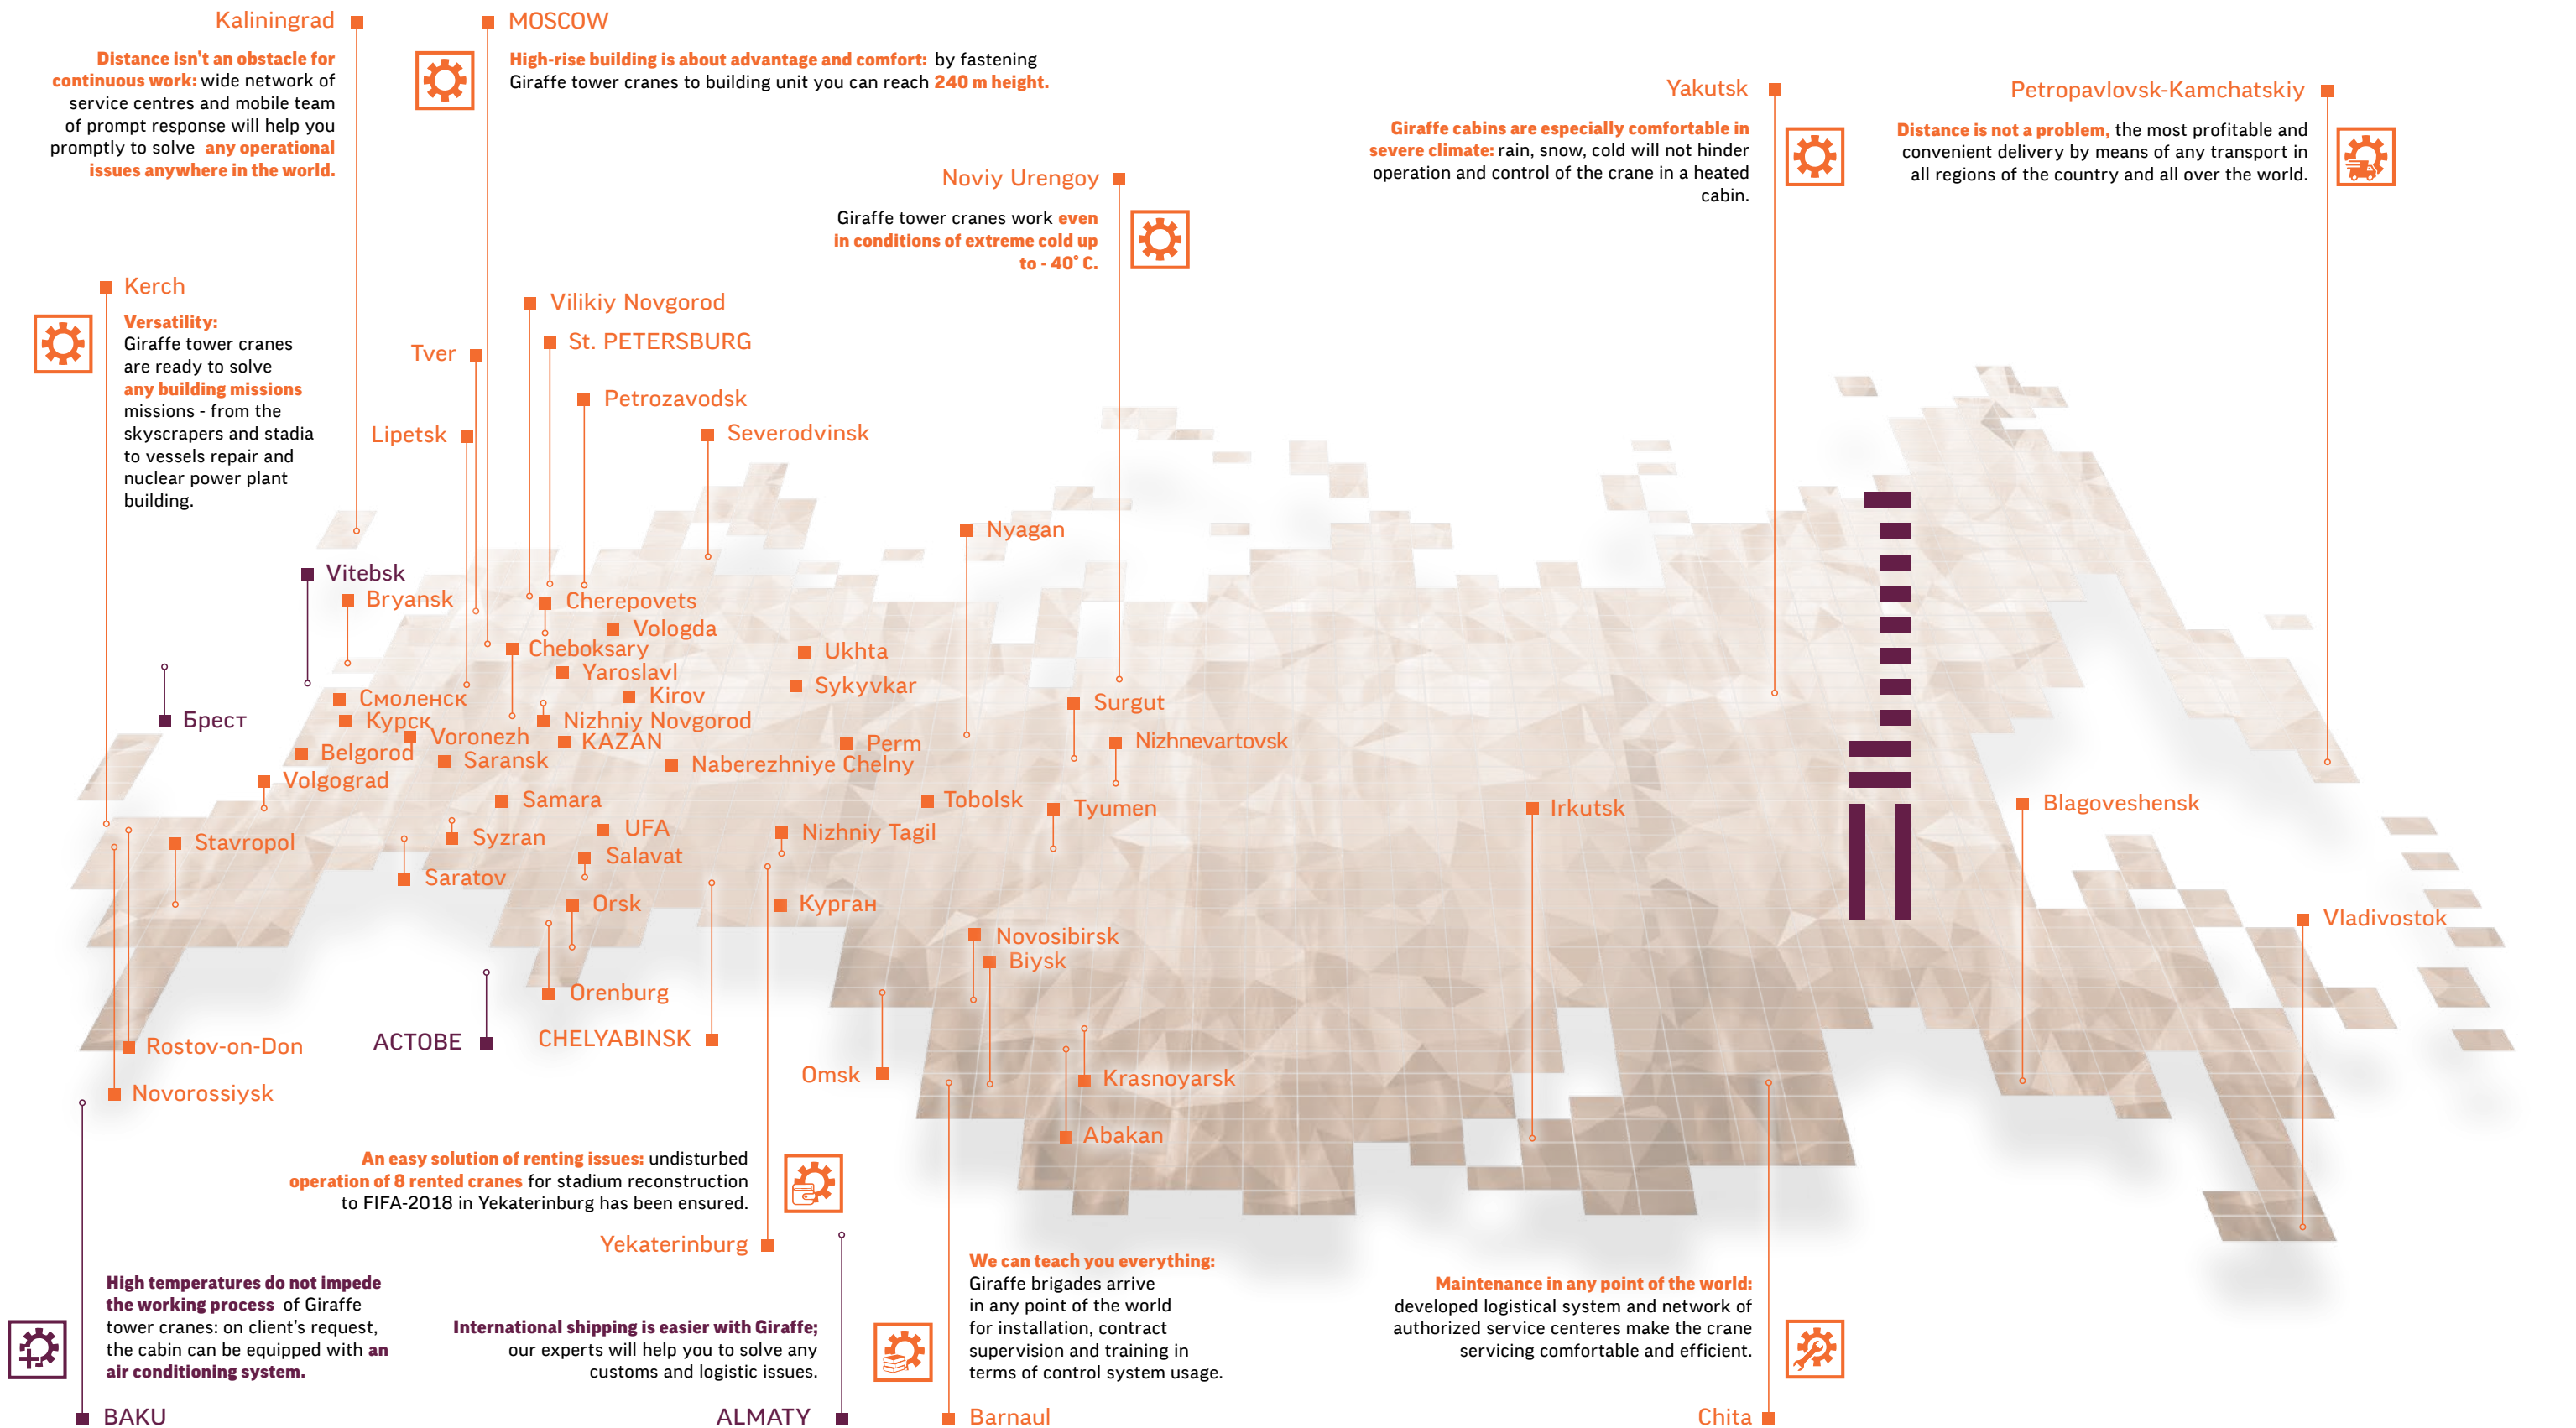 Kaliningrad
Distance isn't an obstacle for
continuous work: wide network of
service centres and mobile team
of prompt response will help you
promptly to solve any operational
issues anywhere in the world.
MOSCOW
High-rise building is about advantage and comfort: by fastening
Giraffe tower cranes to building unit you can reach 240 m height.
Yakutsk
Giraffe cabins are especially comfortable in
severe climate: rain, snow, cold will not hinder
operation and control of the crane in a heated
cabin.
Petropavlovsk-Kamchatskiy
Distance is not a problem, the most profitable and
convenient delivery by means of any transport in
all regions of the country and all over the world.
Noviy Urengoy
Giraffe tower cranes work even
in conditions of extreme cold up
to - 40° C.
Kerch
Versatility:
Giraffe tower cranes
are ready to solve
any building missions
missions - from the
skyscrapers and stadia
to vessels repair and
nuclear power plant
building.
Vilikiy Novgorod
St. PETERSBURG
Tver
Petrozavodsk
Lipetsk
Severodvinsk
Nyagan
Vitebsk
Bryansk
Cherepovets
Vologda
Cheboksary
Ukhta
Yaroslavl
Sykyvkar
Kirov
Смоленск
Surgut
Брест
Курск
Nizhniy Novgorod
Voronezh
KAZAN
Perm
Nizhnevartovsk
Belgorod
Saransk
Naberezhniye Chelny
Volgograd
Samara
Tobolsk
Tyumen
Irkutsk
Blagoveshensk
Stavropol
Syzran
UFA
Nizhniy Tagil
Salavat
Saratov
Orsk
Курган
Vladivostok
Novosibirsk
Biysk
Orenburg
Rostov-on-Don
ACTOBE
CHELYABINSK
Omsk
Krasnoyarsk
Novorossiysk
Abakan
An easy solution of renting issues: undisturbed
operation of 8 rented cranes for stadium reconstruction
to FIFA-2018 in Yekaterinburg has been ensured.
Yekaterinburg
High temperatures do not impede
the working process of Giraffe
tower cranes: on client's request,
the cabin can be equipped with an
air conditioning system.
BAKU
International shipping is easier with Giraffe;
our experts will help you to solve any
customs and logistic issues.
ALMATY
We can teach you everything:
Giraffe brigades arrive
in any point of the world
for installation, contract
supervision and training in
terms of control system usage.
Barnaul
Maintenance in any point of the world:
developed logistical system and network of
authorized service centeres make the crane
servicing comfortable and efficient.
Chita